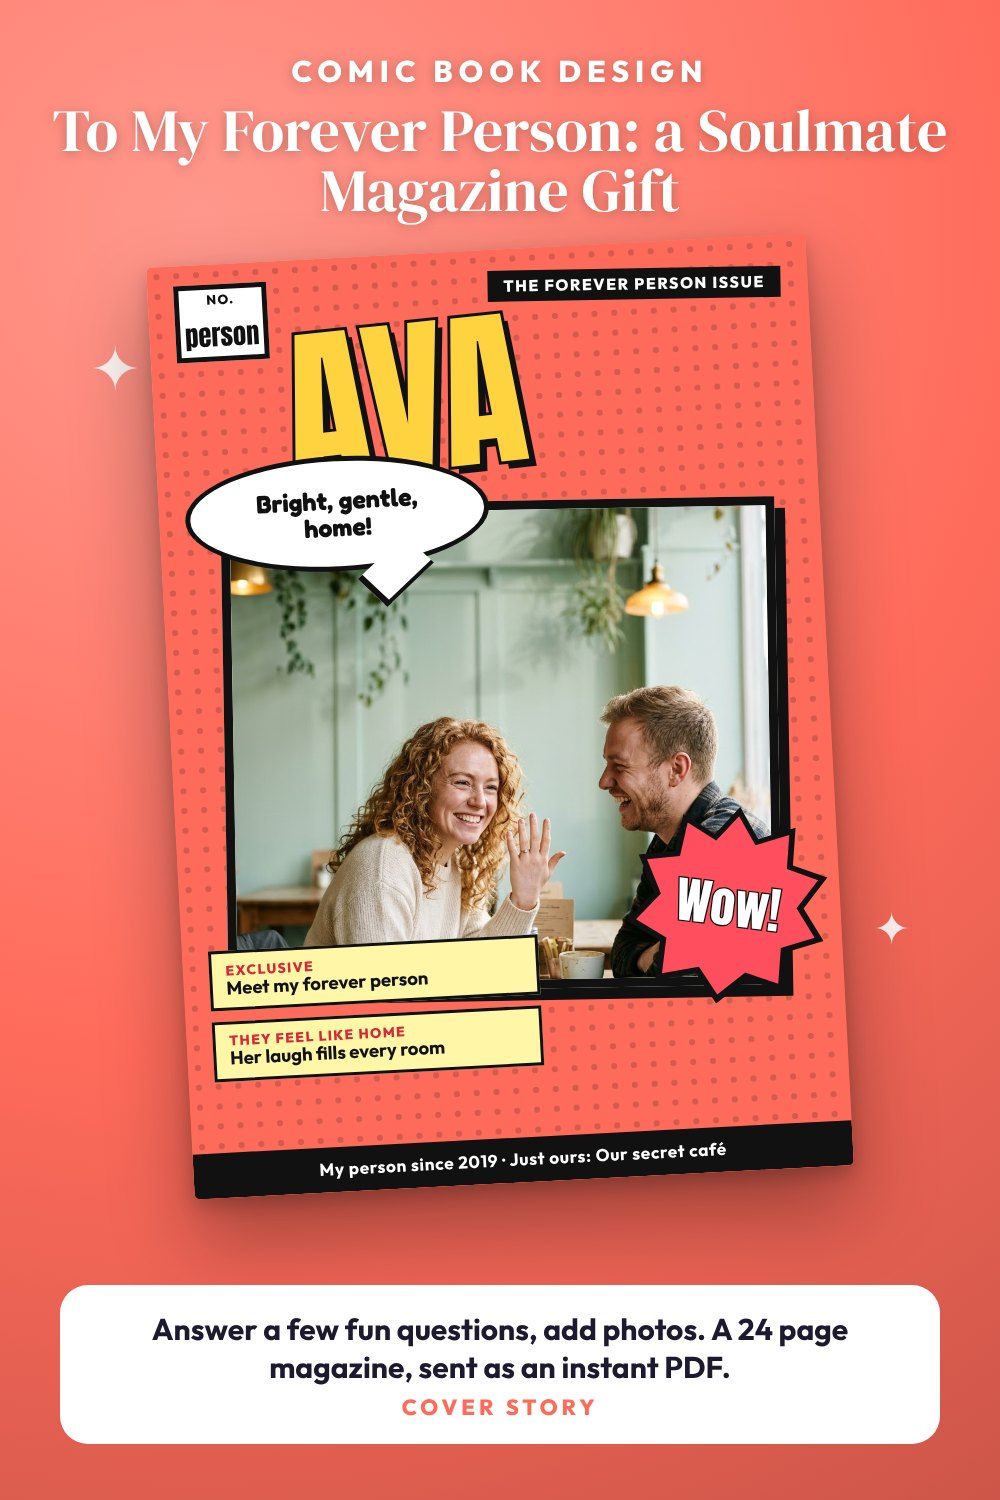 COMIC BOOK DESIGN
To My Forever Person: a Soulmate
Magazine Gift
NO.
person
THE FOREVER PERSON ISSUE
AVA
Bright, gentle,
home!
Wow!
EXCLUSIVE
Meet my forever person
THEY FEEL LIKE HOME
Her laugh fills every room
My person since 2019 · Just ours: Our secret café
Answer a few fun questions, add photos. A 24 page
magazine, sent as an instant PDF.
COVER STORY